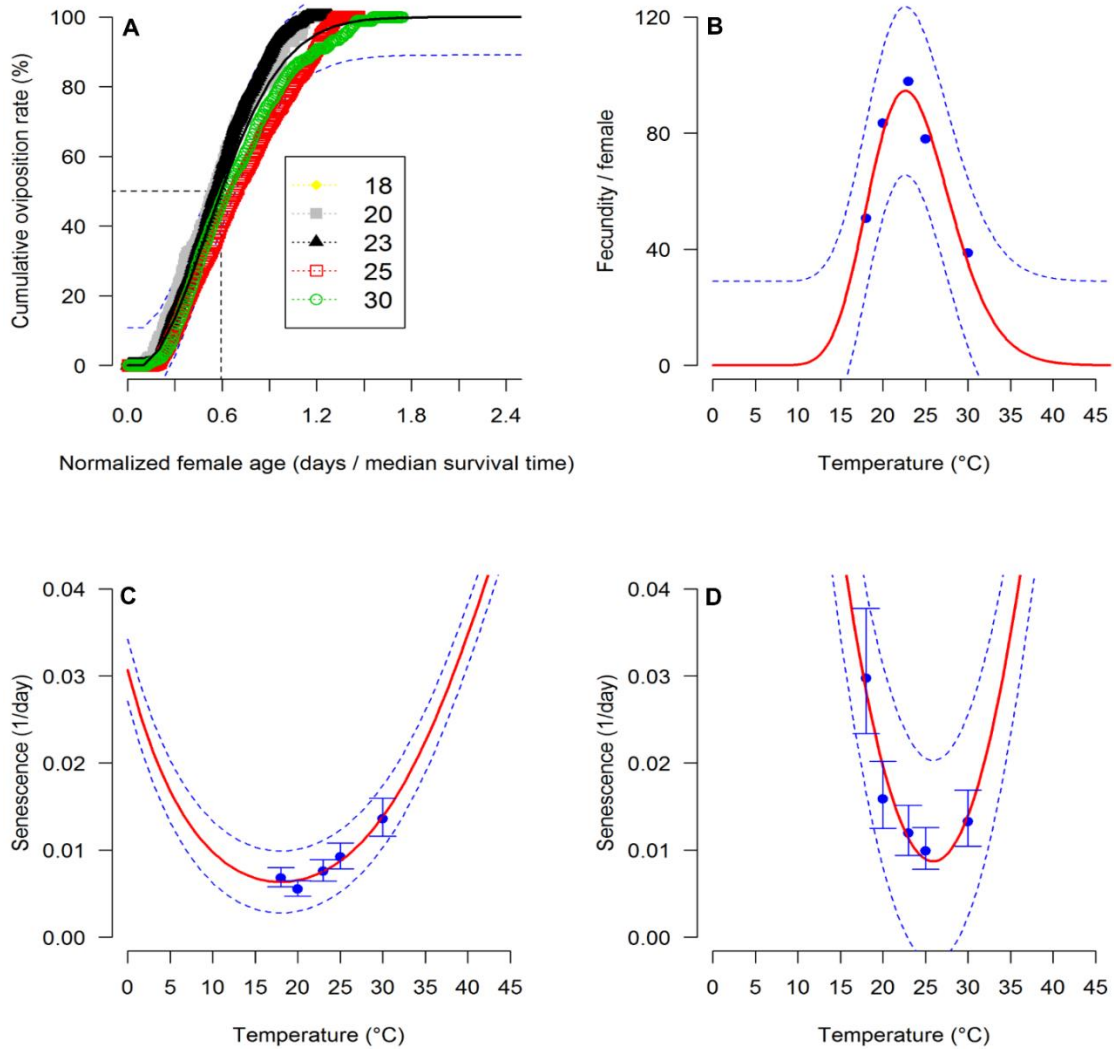 A
Cumulative oviposition rate (%)
100
80
60
40
20
0
18
20
23
25
30
0.0 0.6 1.2 1.8 2.4
Normalized female age (days / median survival time)
B
Fecundity / female
120
80
40
0
0 5 10 15 20 25 30 35 40 45
Temperature (°C)
C
Senescence (1/day)
0.04
0.03
0.02
0.01
0.00
0 5 10 15 20 25 30 35 40 45
Temperature (°C)
D
Senescence (1/day)
0.04
0.03
0.02
0.01
0.00
0 5 10 15 20 25 30 35 40 45
Temperature (°C)